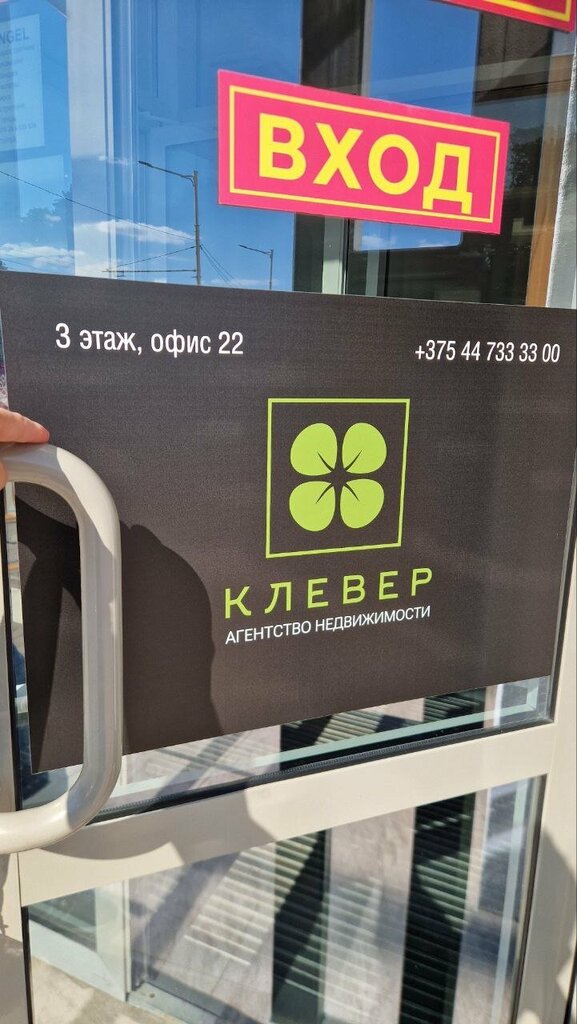 ВХОД
3 этаж, офис 22
+375 44 733 33 00
КЛЕВЕР
АГЕНТСТВО НЕДВИЖИМОСТИ